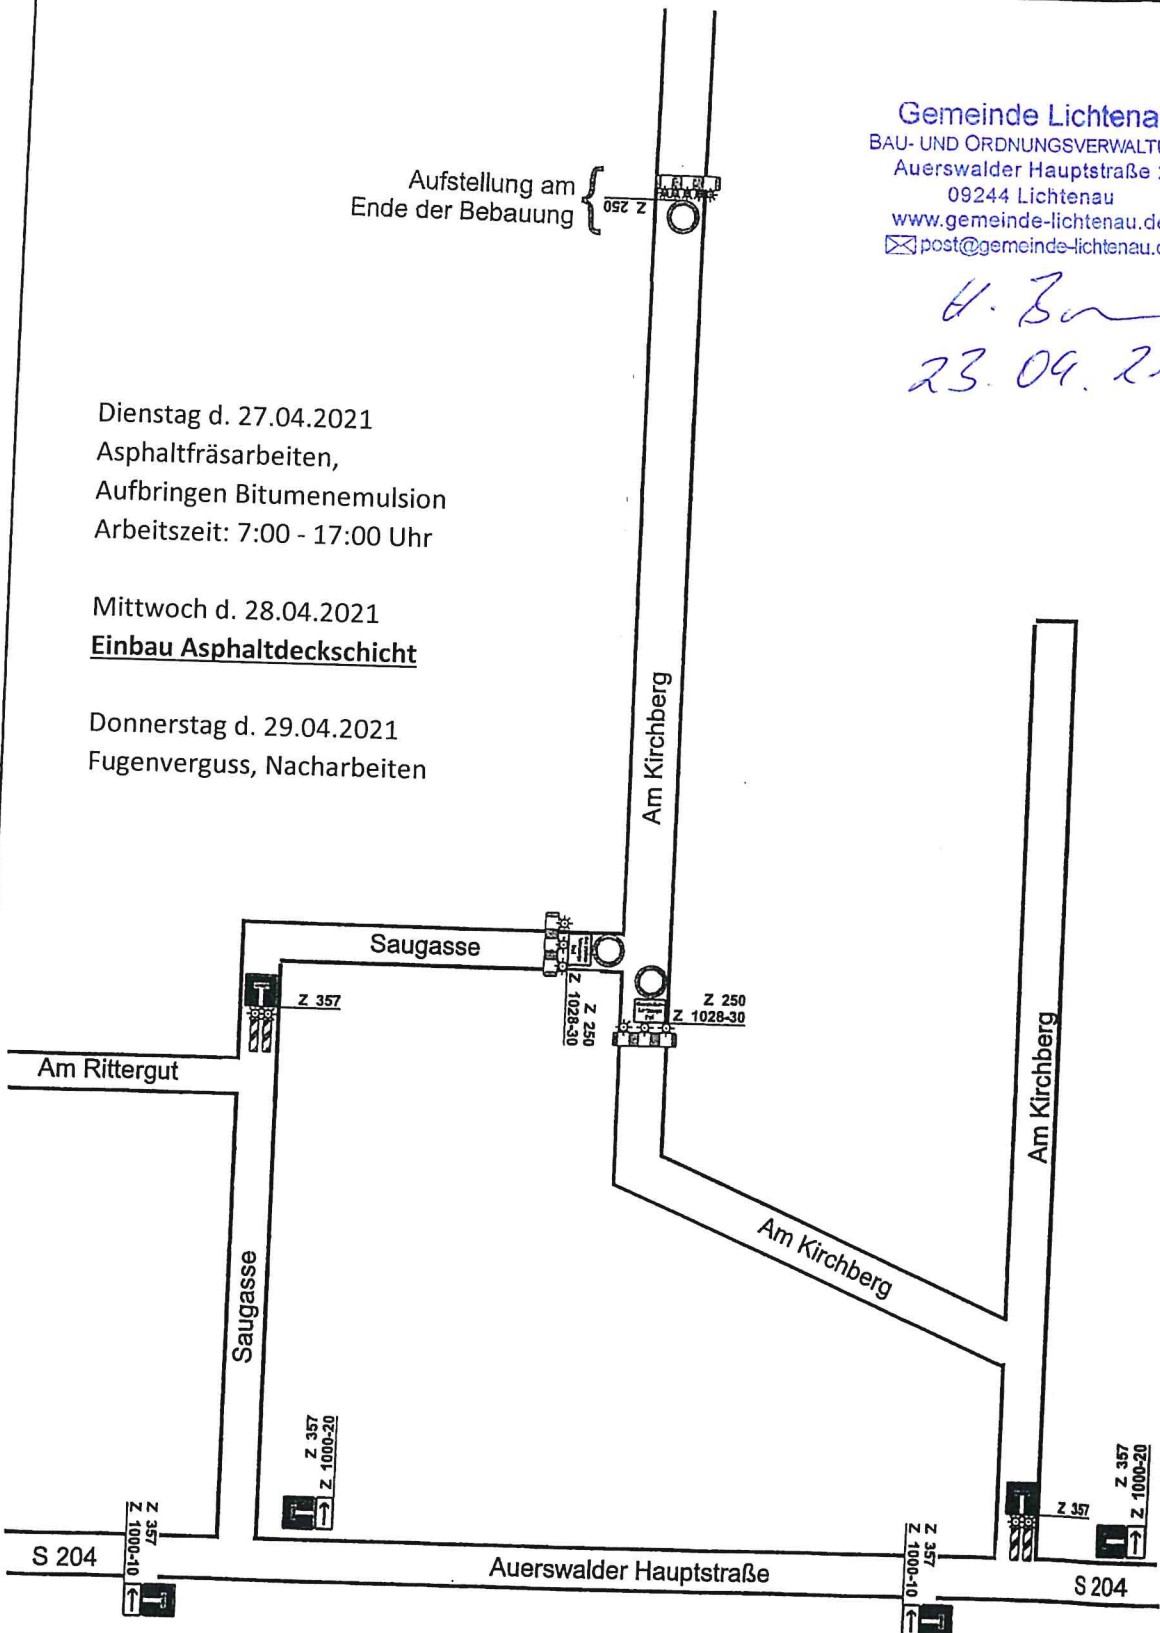 Gemeinde Lichtena
BAU- UND ORDNUNGSVERWALTU
Auerswalder Hauptstraße
09244 Lichtenau
www.gemeinde-lichtenau.de
post@gemeinde-lichtenau.d
23. 04. 2
Aufstellung am
Ende der Bebauung
Z 250
Dienstag d. 27.04.2021
Asphaltfräsarbeiten,
Aufbringen Bitumenemulsion
Arbeitszeit: 7:00 - 17:00 Uhr
Mittwoch d. 28.04.2021
Einbau Asphaltdeckschicht
Donnerstag d. 29.04.2021
Fugenverguss, Nacharbeiten
Am Kirchberg
Saugasse
Z 357
Z 250
Z 1028-30
Z 250
Z 1028-30
Am Rittergut
Am Kirchberg
Am Kirchberg
Saugasse
Z 357
Z 1000-20
Z 357
Z 1000-20
Z 357
Z 357
Z 1000-10
Z 357
Z 1000-10
S 204
Auerswalder Hauptstraße
S 204